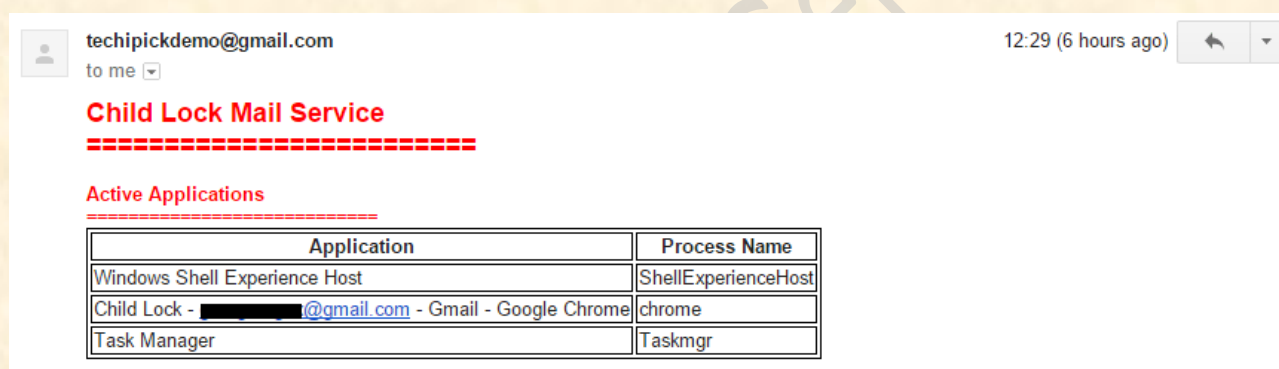 techipickdemo@gmail.com 12:29 (6 hours ago)
to me
Child Lock Mail Service
=========================
Active Applications
============================
Application Process Name
Windows Shell Experience Host ShellExperienceHost
Child Lock - @gmail.com - Gmail - Google Chrome chrome
Task Manager Taskmgr